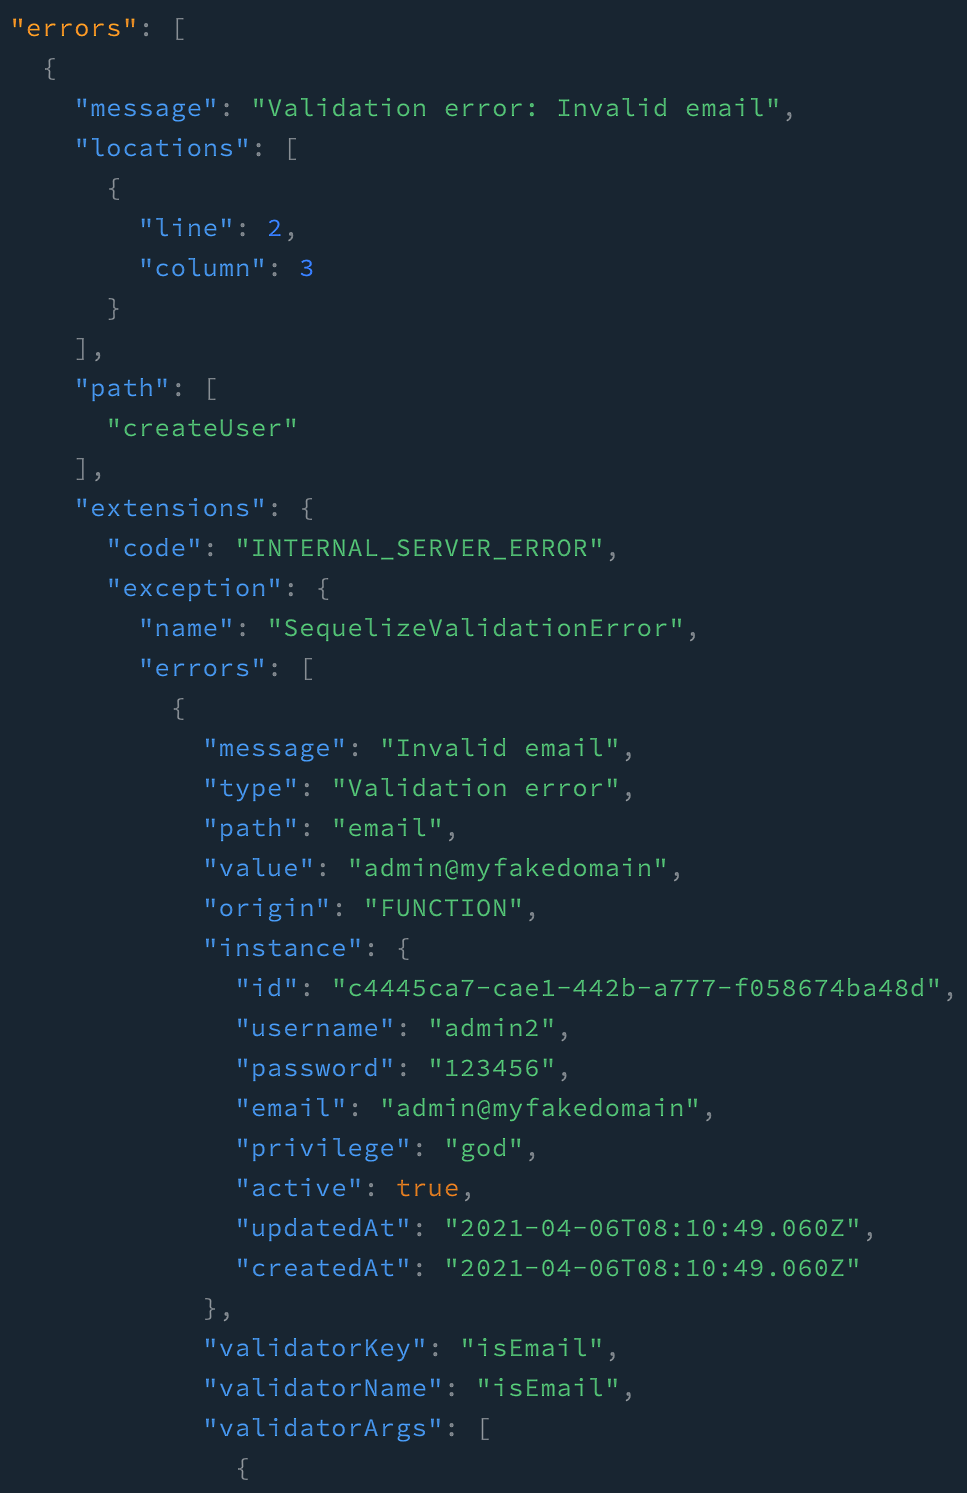 "errors": [
{
"message": "Validation error: Invalid email",
"locations": [
{
"line": 2,
"column": 3
}
],
"path": [
"createUser"
],
"extensions": {
"code": "INTERNAL_SERVER_ERROR",
"exception": {
"name": "SequelizeValidationError",
"errors": [
{
"message": "Invalid email",
"type": "Validation error",
"path": "email",
"value": "admin@myfakedomain",
"origin": "FUNCTION",
"instance": {
"id": "c4445ca7-cae1-442b-a777-f058674ba48d",
"username": "admin2",
"password": "123456",
"email": "admin@myfakedomain",
"privilege": "god",
"active": true,
"updatedAt": "2021-04-06T08:10:49.060Z",
"createdAt": "2021-04-06T08:10:49.060Z"
},
"validatorKey": "isEmail",
"validatorName": "isEmail",
"validatorArgs": [
{